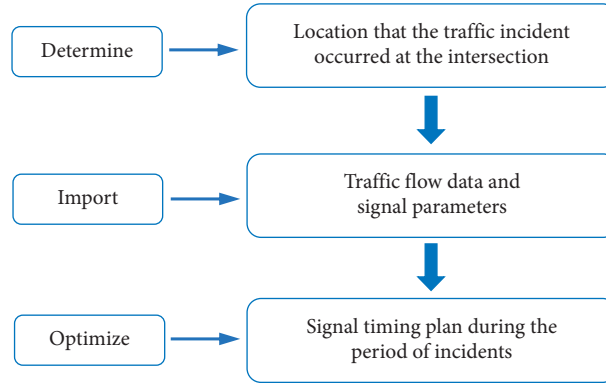 Determine
Location that the traffic incident
occurred at the intersection
Import
Traffic flow data and
signal parameters
Optimize
Signal timing plan during the
period of incidents